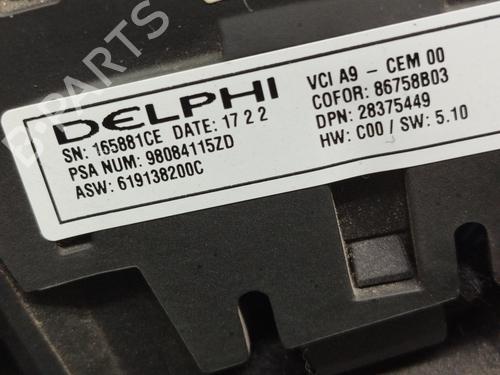 DELPHI
SN: 165881CE DATE: 17 2 2
PSA NUM: 98084115ZD
ASW: 619138200C
VCI A9 - CEM 00
COFOR: 86758B03
DPN: 28375449
HW: C00 / SW: 5.10
B-PARTS